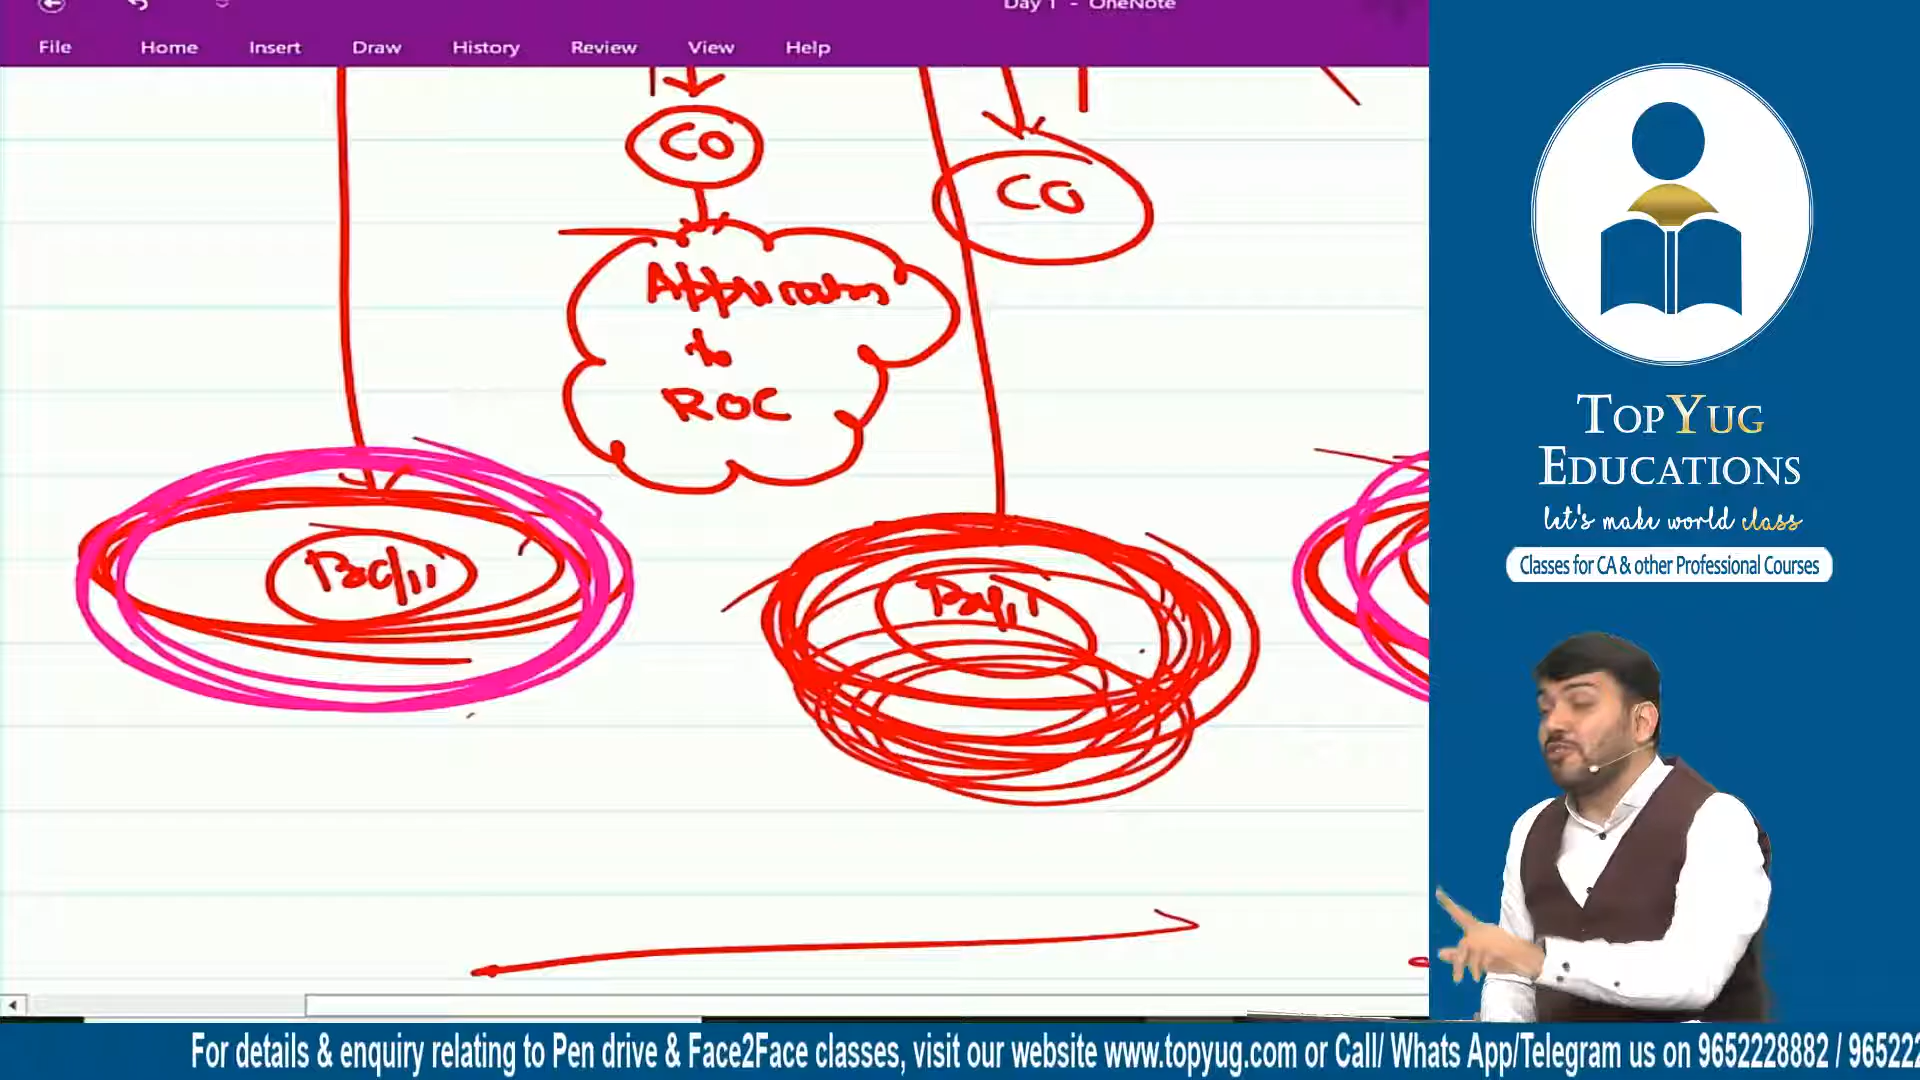 Day 1 - OneNote
File Home Insert Draw History Review View Help
CO
CO
to
ROC
TOPYUG
EDUCATIONS
let's make world class
Classes for CA & other Professional Courses
For details & enquiry relating to Pen drive & Face2Face classes, visit our website www.topyug.com or Call/ Whats App/Telegram us on 9652228882 / 965222